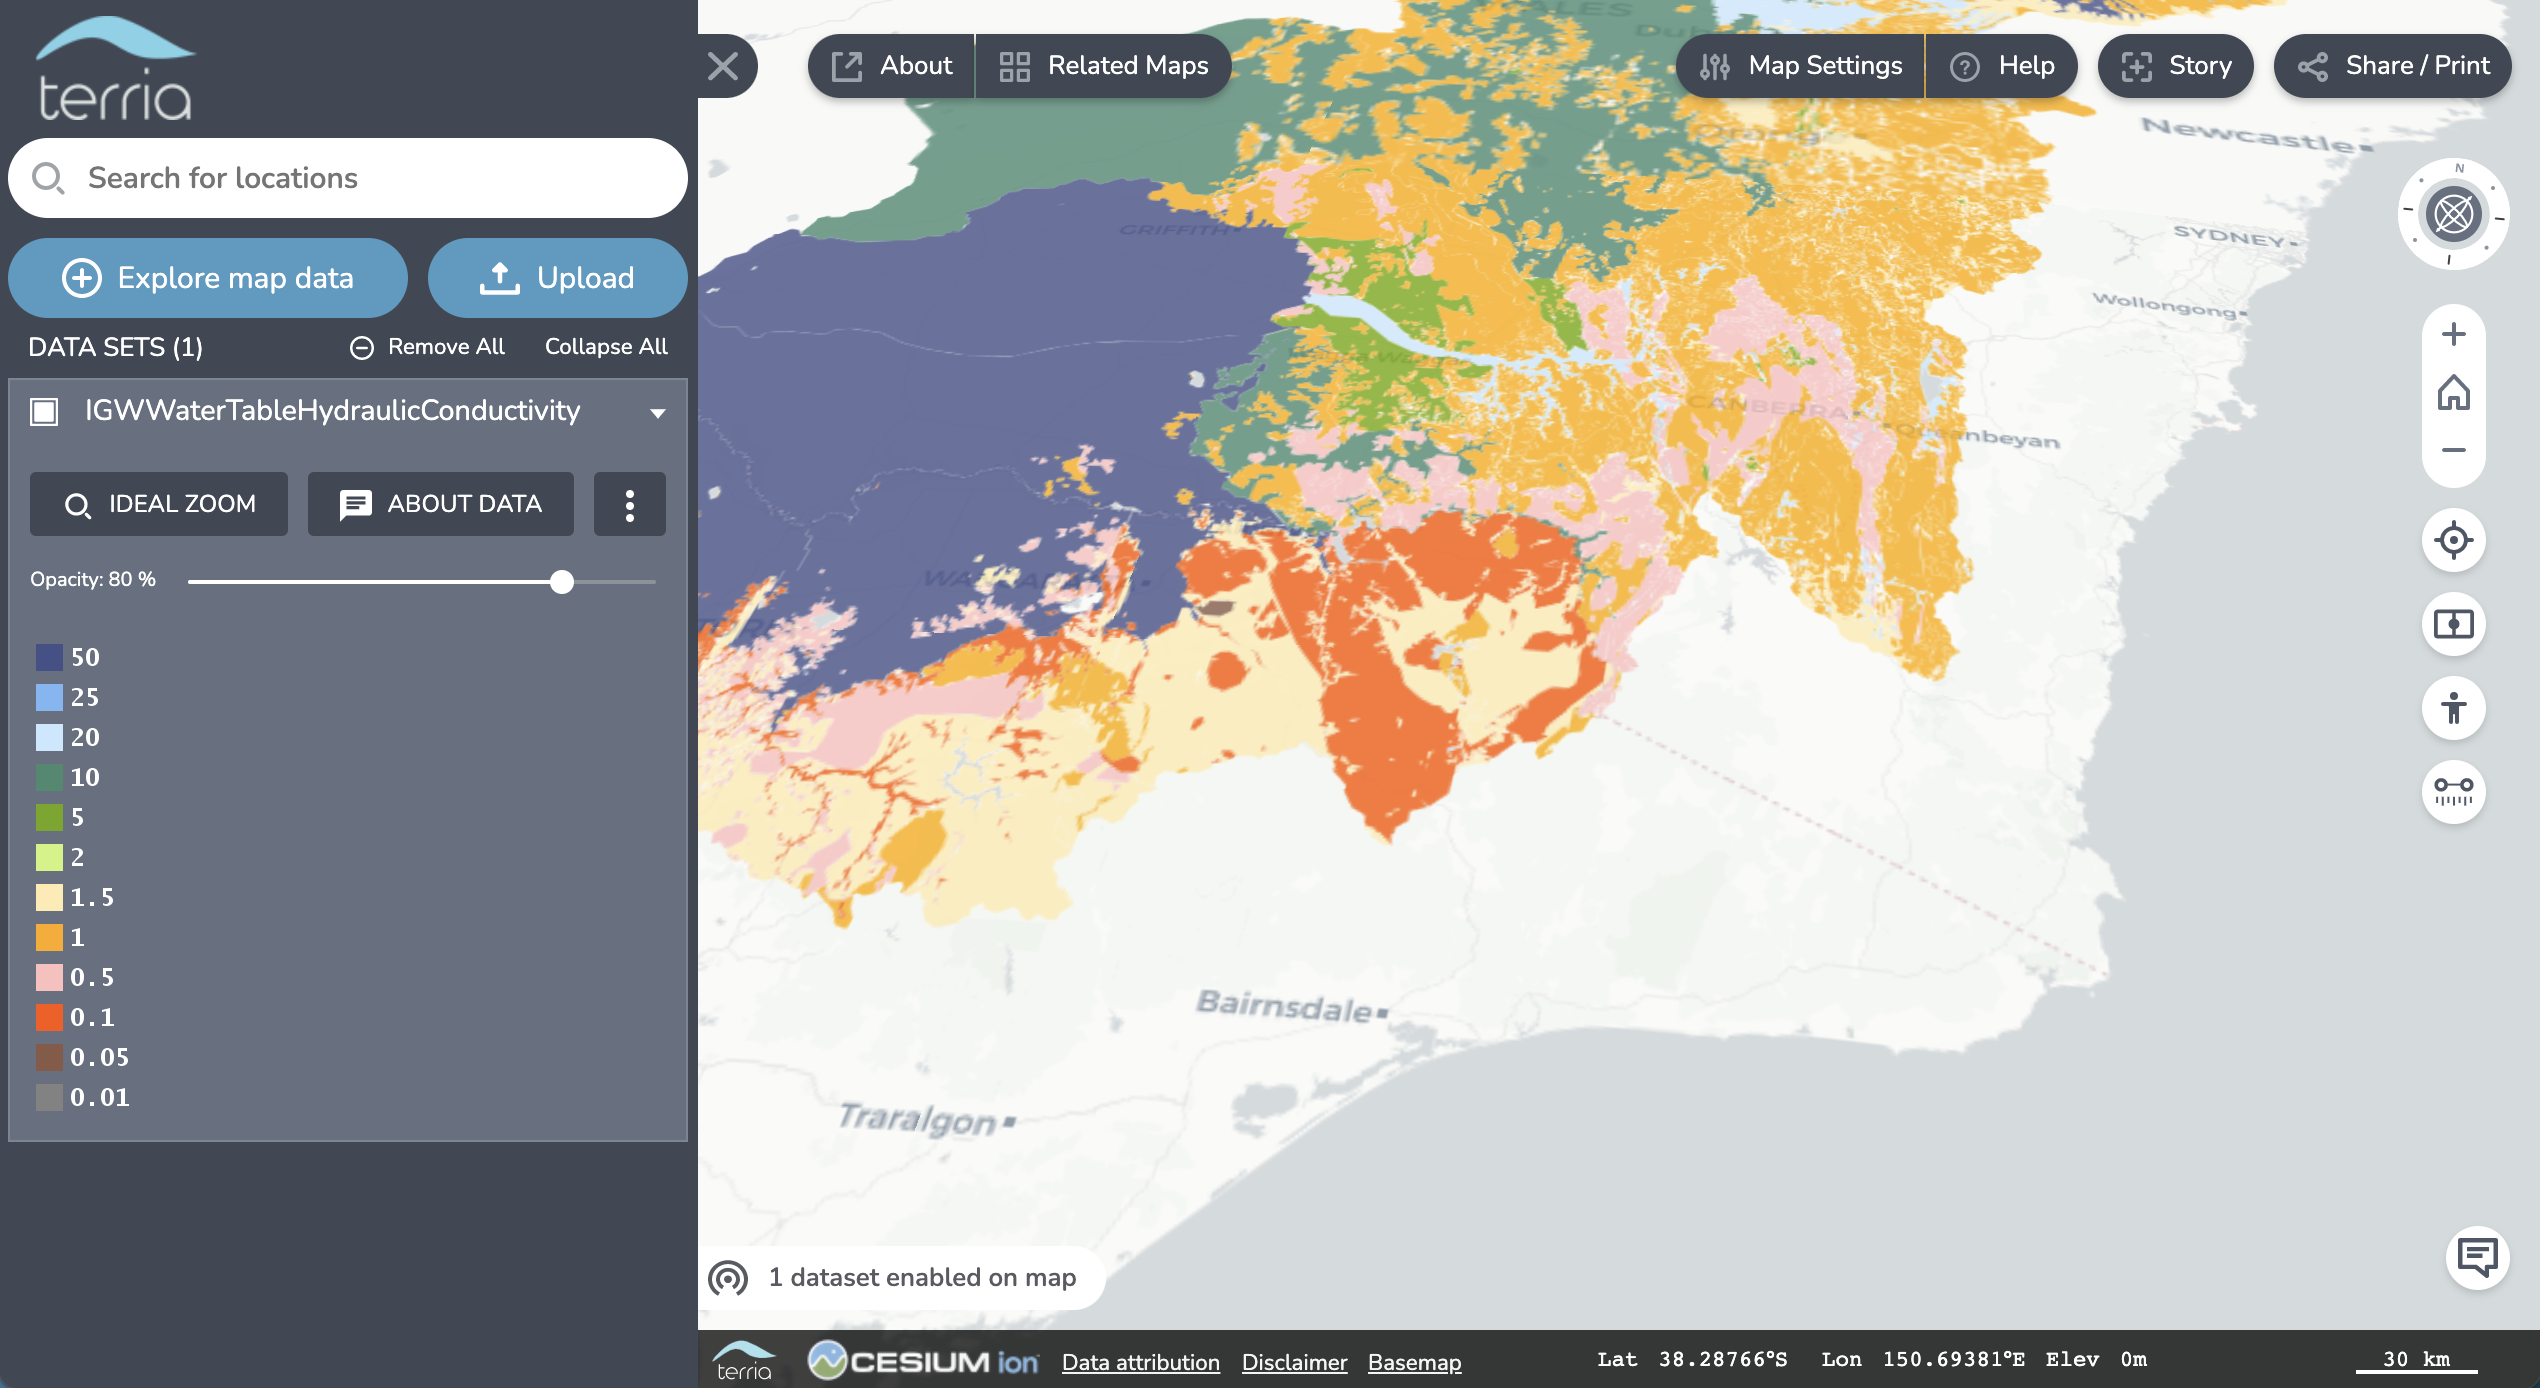 terria
Search for locations
Explore map data
Upload
DATA SETS (1)
Remove All
Collapse All
IGWWaterTableHydraulicConductivity
IDEAL ZOOM
ABOUT DATA
Opacity: 80 %
50
25
20
10
5
2
1.5
1
0.5
0.1
0.05
0.01
About
Related Maps
Map Settings
Help
Story
Share / Print
Newcastle
N
SYDNEY
GRIFFITH
Wollongong
CANBERRA
Queanbeyan
Bairnsdale
Traralgon
1 dataset enabled on map
terria
CESIUM ion
Data attribution
Disclaimer
Basemap
Lat 38.28766°S Lon 150.69381°E Elev 0m
30 km